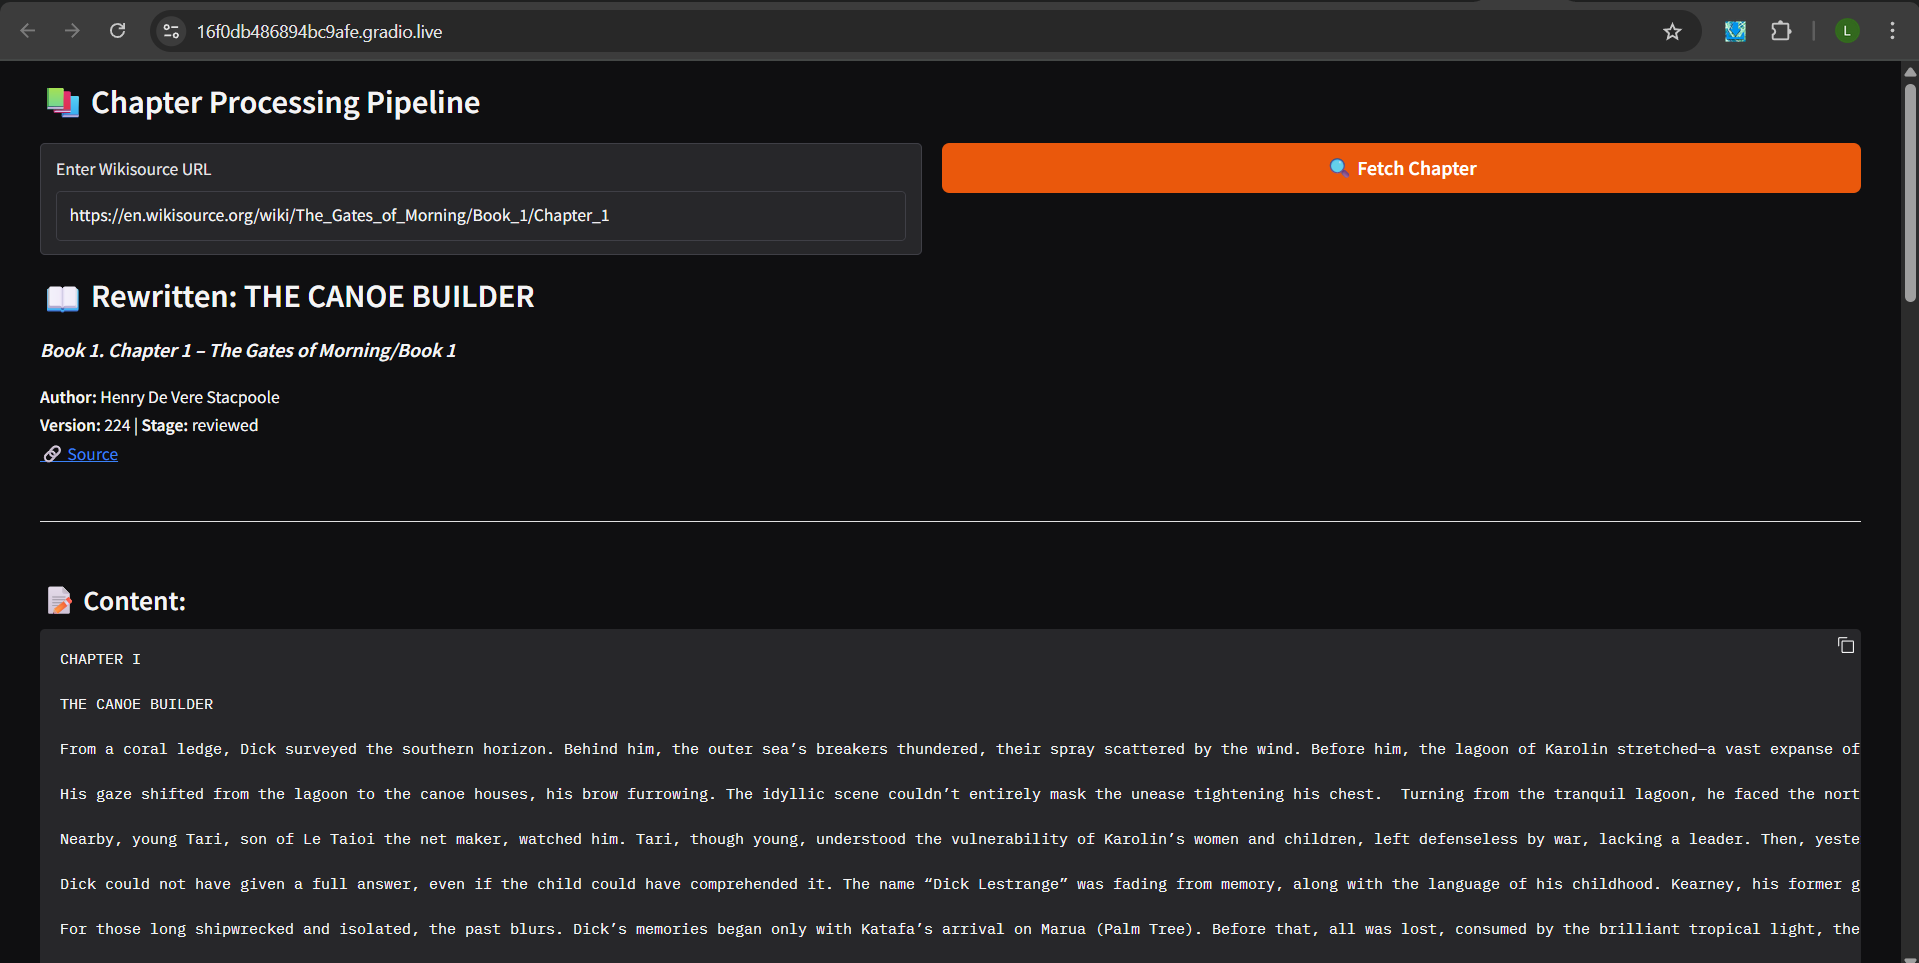 16f0db486894bc9afe.gradio.live
L
Chapter Processing Pipeline
Enter Wikisource URL
https://en.wikisource.org/wiki/The_Gates_of_Morning/Book_1/Chapter_1
Fetch Chapter
Rewritten: THE CANOE BUILDER
Book 1. Chapter 1 – The Gates of Morning/Book 1
Author: Henry De Vere Stacpoole
Version: 224 | Stage: reviewed
Source
Content:
CHAPTER I
THE CANOE BUILDER
From a coral ledge, Dick surveyed the southern horizon. Behind him, the outer sea’s breakers thundered, their spray scattered by the wind. Before him, the lagoon of Karolin stretched—a vast expanse of
His gaze shifted from the lagoon to the canoe houses, his brow furrowing. The idyllic scene couldn’t entirely mask the unease tightening his chest.  Turning from the tranquil lagoon, he faced the nort
Nearby, young Tari, son of Le Taioi the net maker, watched him. Tari, though young, understood the vulnerability of Karolin’s women and children, left defenseless by war, lacking a leader. Then, yeste
Dick could not have given a full answer, even if the child could have comprehended it. The name “Dick Lestrange” was fading from memory, along with the language of his childhood. Kearney, his former g
For those long shipwrecked and isolated, the past blurs. Dick’s memories began only with Katafa’s arrival on Marua (Palm Tree). Before that, all was lost, consumed by the brilliant tropical light, the